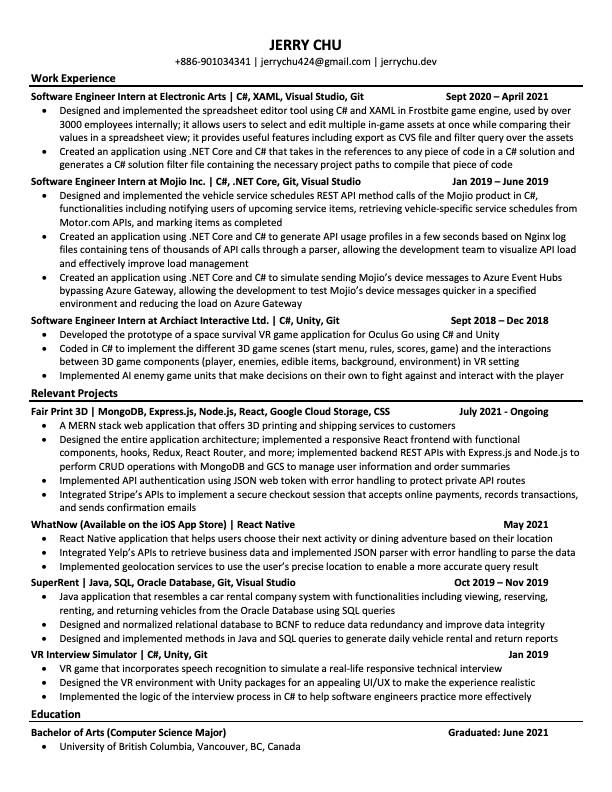 JERRY CHU
+886-901034341 | jerrychu424@gmail.com | jerrychu.dev
Work Experience
Software Engineer Intern at Electronic Arts | C#, XAML, Visual Studio, Git Sept 2020 – April 2021
• Designed and implemented the spreadsheet editor tool using C# and XAML in Frostbite game engine, used by over
3000 employees internally; it allows users to select and edit multiple in-game assets at once while comparing their
values in a spreadsheet view; it provides useful features including export as CVS file and filter query over the assets
• Created an application using .NET Core and C# that takes in the references to any piece of code in a C# solution and
generates a C# solution filter file containing the necessary project paths to compile that piece of code
Software Engineer Intern at Mojio Inc. | C#, .NET Core, Git, Visual Studio Jan 2019 – June 2019
• Designed and implemented the vehicle service schedules REST API method calls of the Mojio product in C#,
functionalities including notifying users of upcoming service items, retrieving vehicle-specific service schedules from
Motor.com APIs, and marking items as completed
• Created an application using .NET Core and C# to generate API usage profiles in a few seconds based on Nginx log
files containing tens of thousands of API calls through a parser, allowing the development team to visualize API load
and effectively improve load management
• Created an application using .NET Core and C# to simulate sending Mojio's device messages to Azure Event Hubs
bypassing Azure Gateway, allowing the development to test Mojio's device messages quicker in a specified
environment and reducing the load on Azure Gateway
Software Engineer Intern at Archiact Interactive Ltd. | C#, Unity, Git Sept 2018 – Dec 2018
• Developed the prototype of a space survival VR game application for Oculus Go using C# and Unity
• Coded in C# to implement the different 3D game scenes (start menu, rules, scores, game) and the interactions
between 3D game components (player, enemies, edible items, background, environment) in VR setting
• Implemented AI enemy game units that make decisions on their own to fight against and interact with the player
Relevant Projects
Fair Print 3D | MongoDB, Express.js, Node.js, React, Google Cloud Storage, CSS July 2021 - Ongoing
• A MERN stack web application that offers 3D printing and shipping services to customers
• Designed the entire application architecture; implemented a responsive React frontend with functional
components, hooks, Redux, React Router, and more; implemented backend REST APIs with Express.js and Node.js to
perform CRUD operations with MongoDB and GCS to manage user information and order summaries
• Implemented API authentication using JSON web token with error handling to protect private API routes
• Integrated Stripe's APIs to implement a secure checkout session that accepts online payments, records transactions,
and sends confirmation emails
WhatNow (Available on the iOS App Store) | React Native May 2021
• React Native application that helps users choose their next activity or dining adventure based on their location
• Integrated Yelp's APIs to retrieve business data and implemented JSON parser with error handling to parse the data
• Implemented geolocation services to use the user's precise location to enable a more accurate query result
SuperRent | Java, SQL, Oracle Database, Git, Visual Studio Oct 2019 – Nov 2019
• Java application that resembles a car rental company system with functionalities including viewing, reserving,
renting, and returning vehicles from the Oracle Database using SQL queries
• Designed and normalized relational database to BCNF to reduce data redundancy and improve data integrity
• Designed and implemented methods in Java and SQL queries to generate daily vehicle rental and return reports
VR Interview Simulator | C#, Unity, Git Jan 2019
• VR game that incorporates speech recognition to simulate a real-life responsive technical interview
• Designed the VR environment with Unity packages for an appealing UI/UX to make the experience realistic
• Implemented the logic of the interview process in C# to help software engineers practice more effectively
Education
Bachelor of Arts (Computer Science Major) Graduated: June 2021
• University of British Columbia, Vancouver, BC, Canada